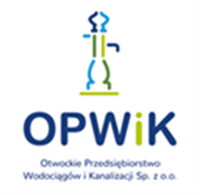 OPWiK
Otwockie Przedsiębiorstwo
Wodociągów i Kanalizacji Sp. z o.o.